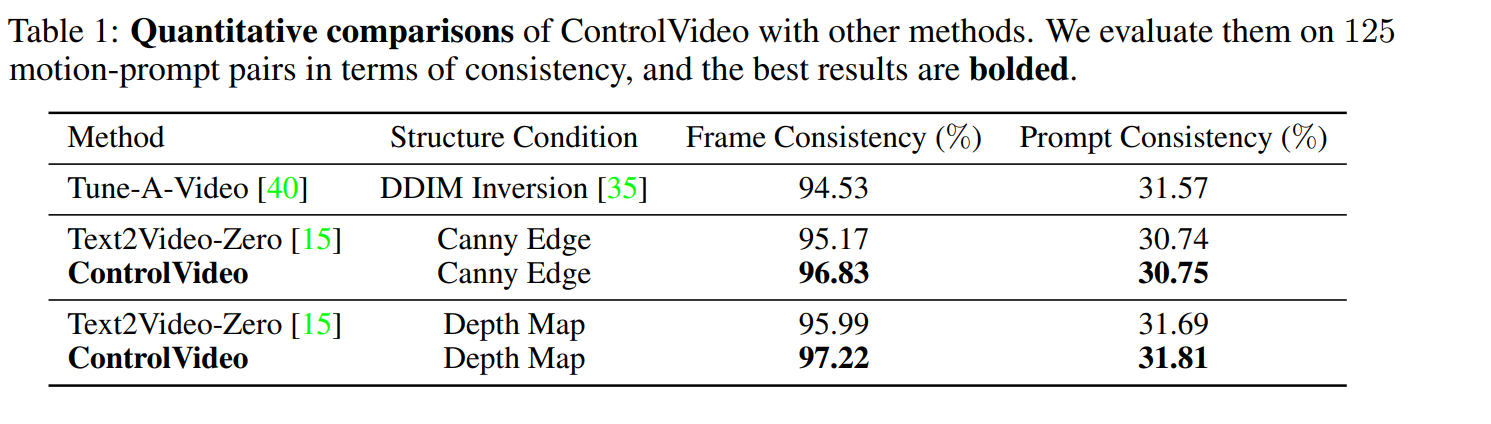 Table 1: Quantitative comparisons of ControlVideo with other methods. We evaluate them on 125
motion-prompt pairs in terms of consistency, and the best results are bolded.
Method Structure Condition Frame Consistency (%) Prompt Consistency (%)
Tune-A-Video [40] DDIM Inversion [35] 94.53 31.57
Text2Video-Zero [15] Canny Edge 95.17 30.74
ControlVideo Canny Edge 96.83 30.75
Text2Video-Zero [15] Depth Map 95.99 31.69
ControlVideo Depth Map 97.22 31.81